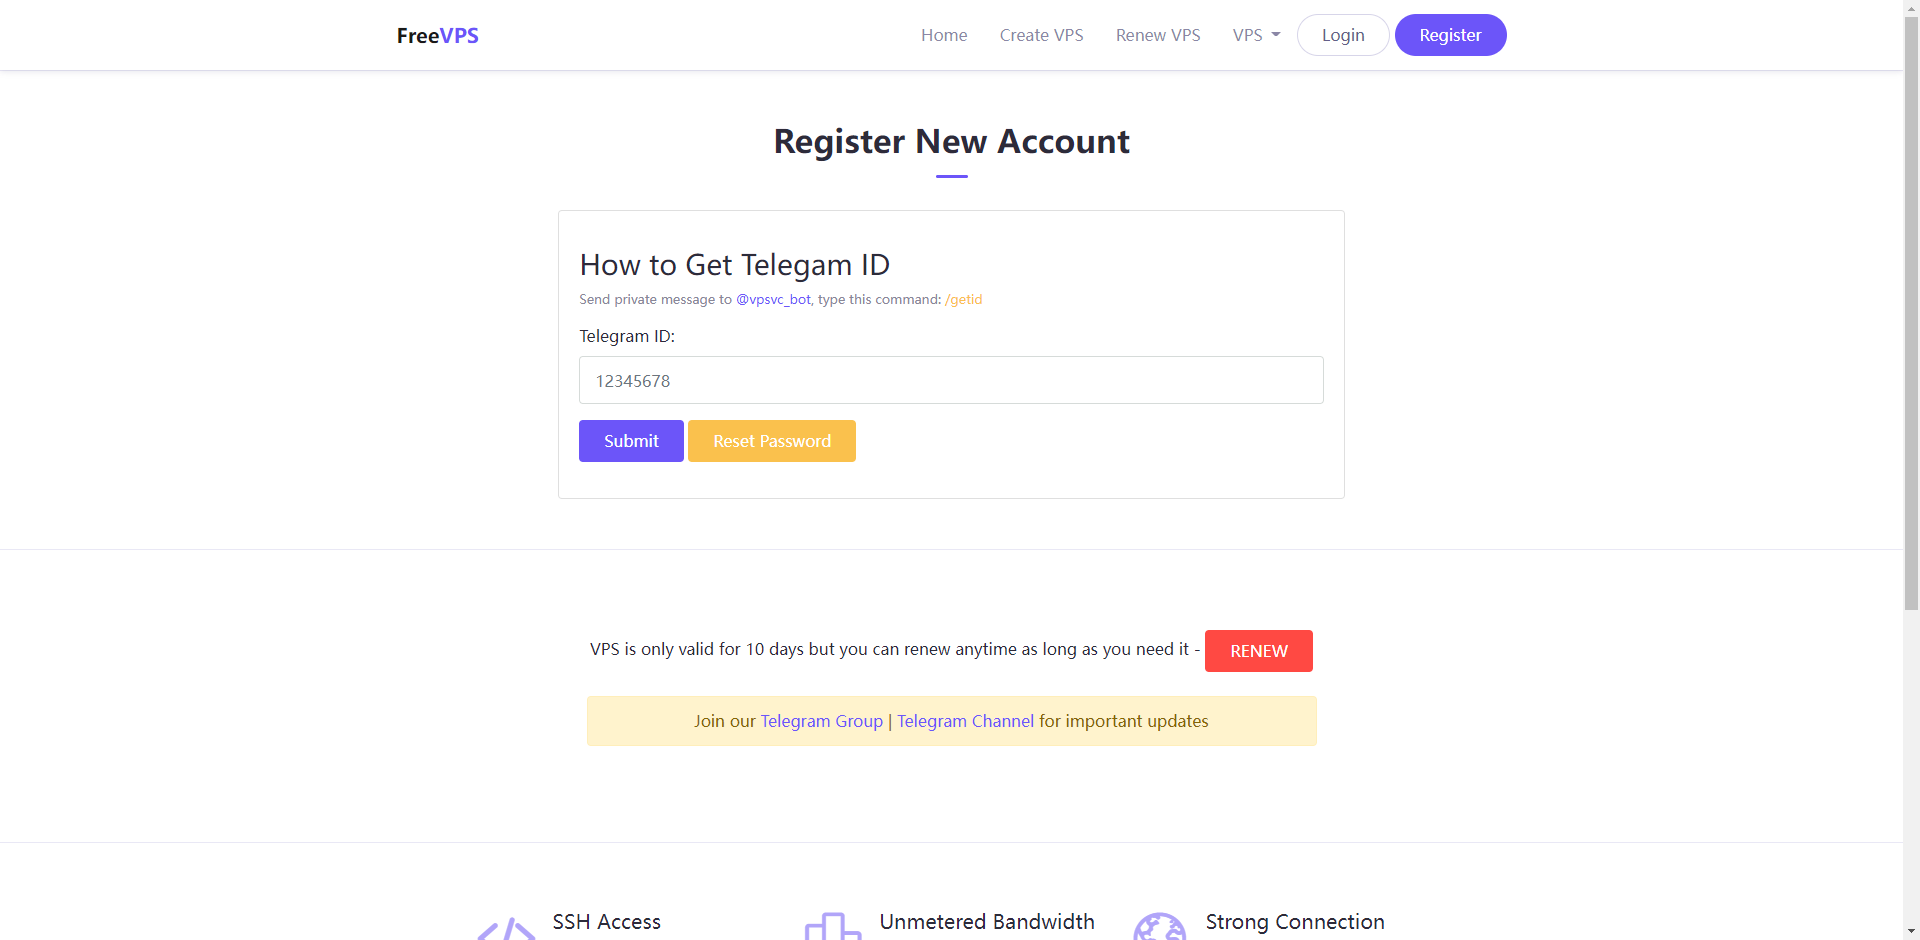 FreeVPS
Home
Create VPS
Renew VPS
VPS
Login
Register
Register New Account
How to Get Telegam ID
Send private message to @vpsvc_bot, type this command: /getid
Telegram ID:
12345678
Submit
Reset Password
VPS is only valid for 10 days but you can renew anytime as long as you need it - RENEW
Join our Telegram Group | Telegram Channel for important updates
SSH Access
Unmetered Bandwidth
Strong Connection